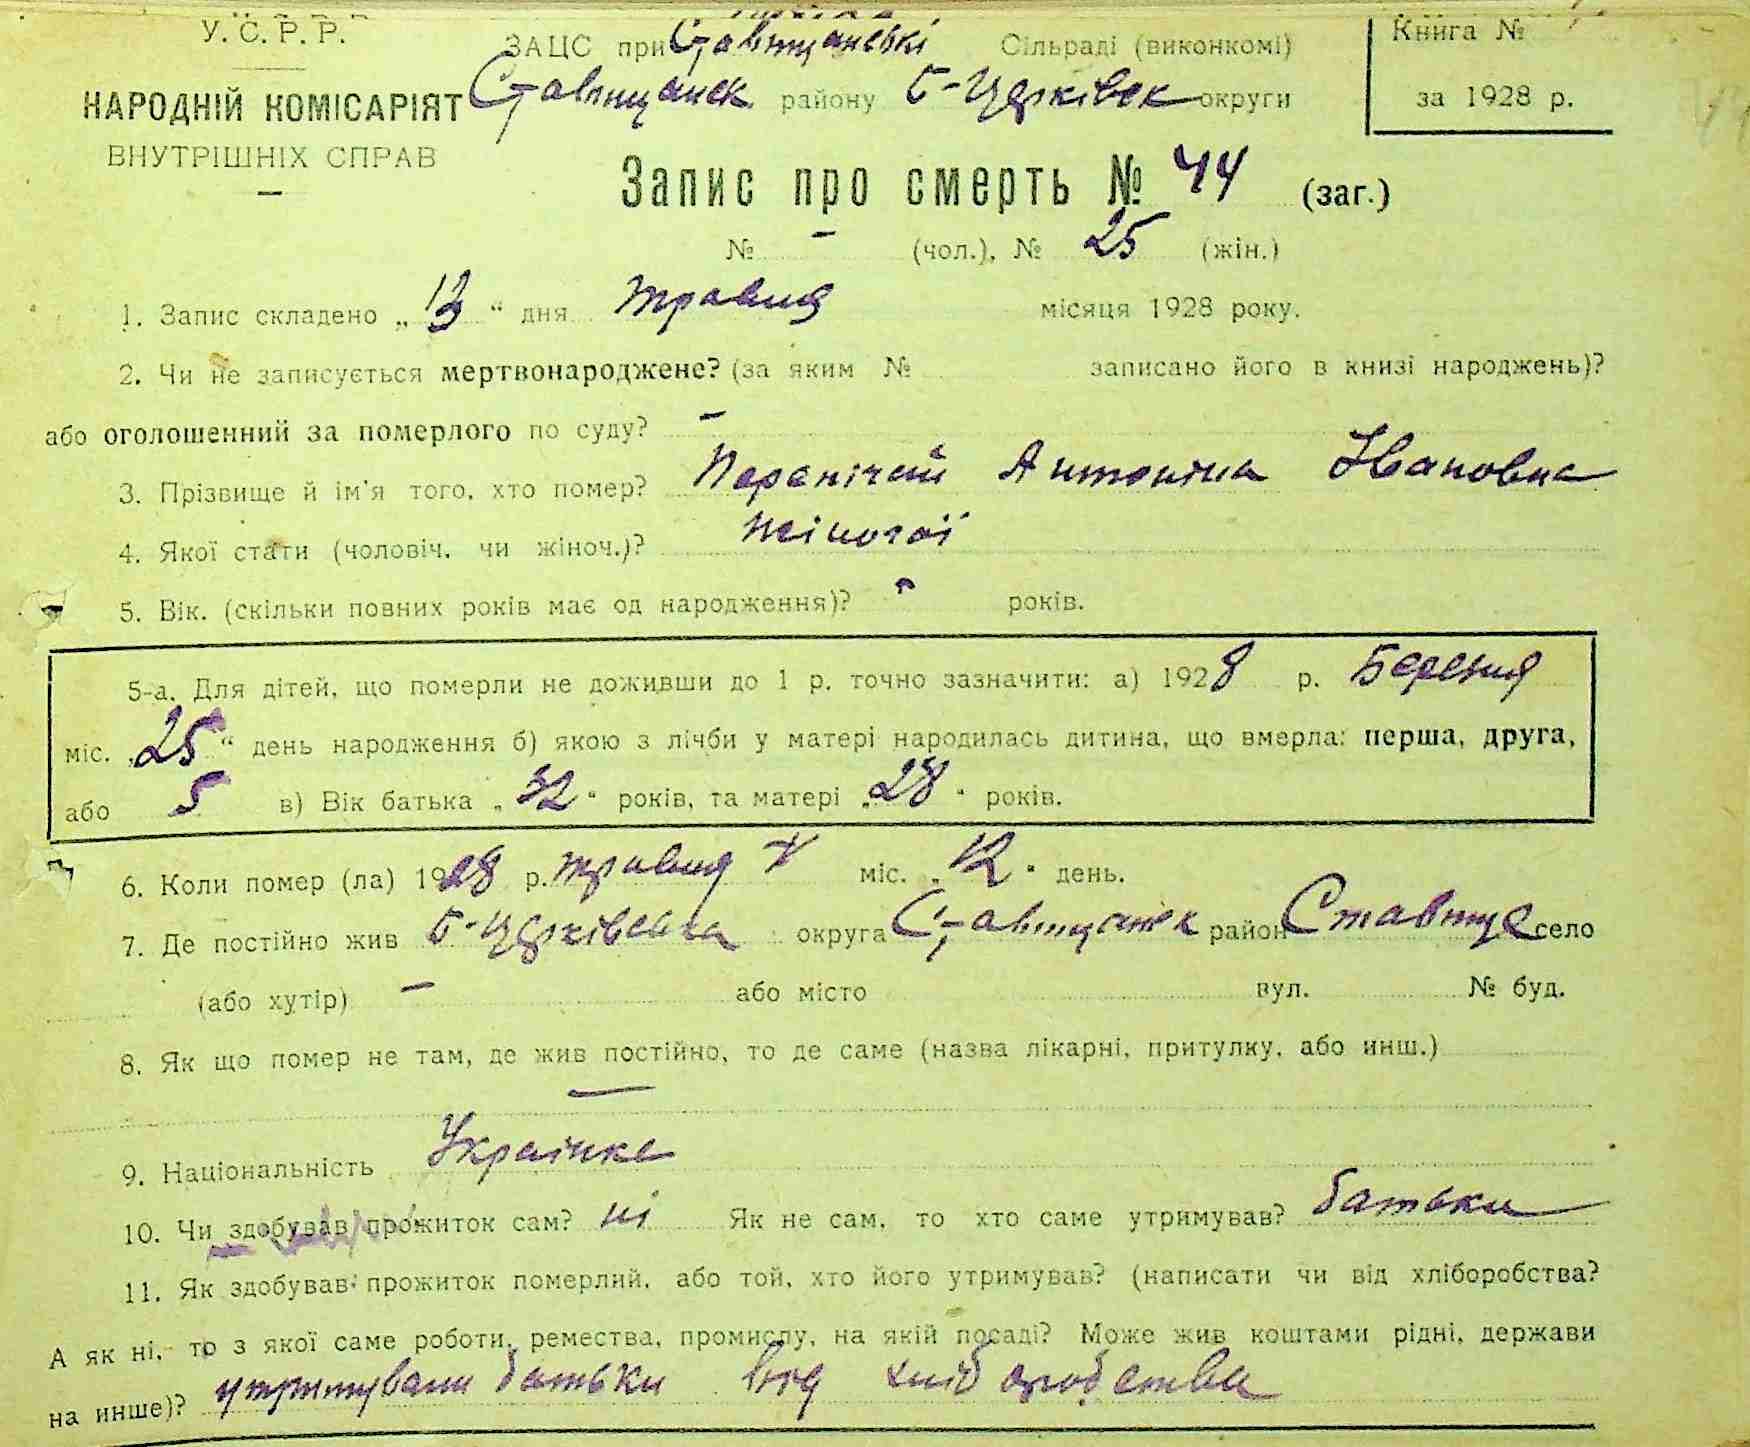 У. С. Р. Р.
НАРОДНІЙ КОМІСАРІЯТ
ВНУТРІШНІХ СПРАВ
ЗАЦС при Ставищанські Сільраді (виконкомі)
Ставищанск району Б-Церківск округи
Книга №
за 1928 р.
Запис про смерть № 44 (заг.)
№ - (чол.), № 25 (жін.)
1. Запис складено „ 13 “ дня травня місяця 1928 року.
2. Чи не записується мертвонароджене? (за яким № записано його в книзі народжень)?
або оголошенний за померлого по суду? -
3. Прізвище й ім'я того, хто помер? Антоніна Івановна
4. Якої стати (чоловіч. чи жіноч.)? жіночої
5. Вік. (скільки повних років має од народження)? років.
5-а. Для дітей, що померли не доживши до 1 р. точно зазначити: а) 1928 р. Березня
міс. „25“ день народження б) якою з лічби у матері народилась дитина, що вмерла: перша, друга,
або 5 в) Вік батька „32“ років, та матері „28“ років.
6. Коли помер (ла) 1928 р. травня міс. „12“ день.
7. Де постійно жив Б-Церківська округа Ставищанск район Ставище село
(або хутір) - або місто вул. № буд.
8. Як що помер не там, де жив постійно, то де саме (назва лікарні, притулку, або инш.)
—
9. Національність Українка
10. Чи здобував прожиток сам? ні Як не сам, то хто саме утримував? батьки
11. Як здобував прожиток померлий, або той, хто його утримував? (написати чи від хліборобства?
А як ні, то з якої саме роботи, ремества, промислу, на якій посаді? Може жив коштами рідні, держави
на инше)? утримували батьки від хліборобства